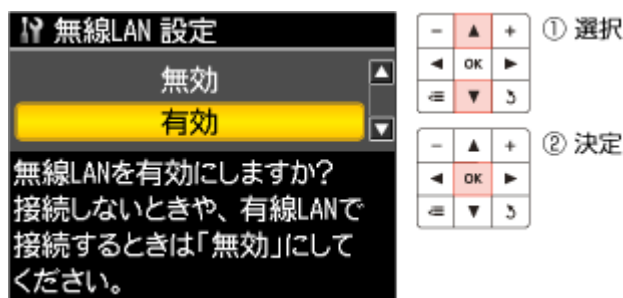 無線LAN 設定
無効
有効
無線LANを有効にしますか?
接続しないときや、有線LANで
接続するときは「無効」にして
ください。
- ▲ +
◀ OK ▶
▼
① 選択
- ▲ +
◀ OK ▶
▼
② 決定